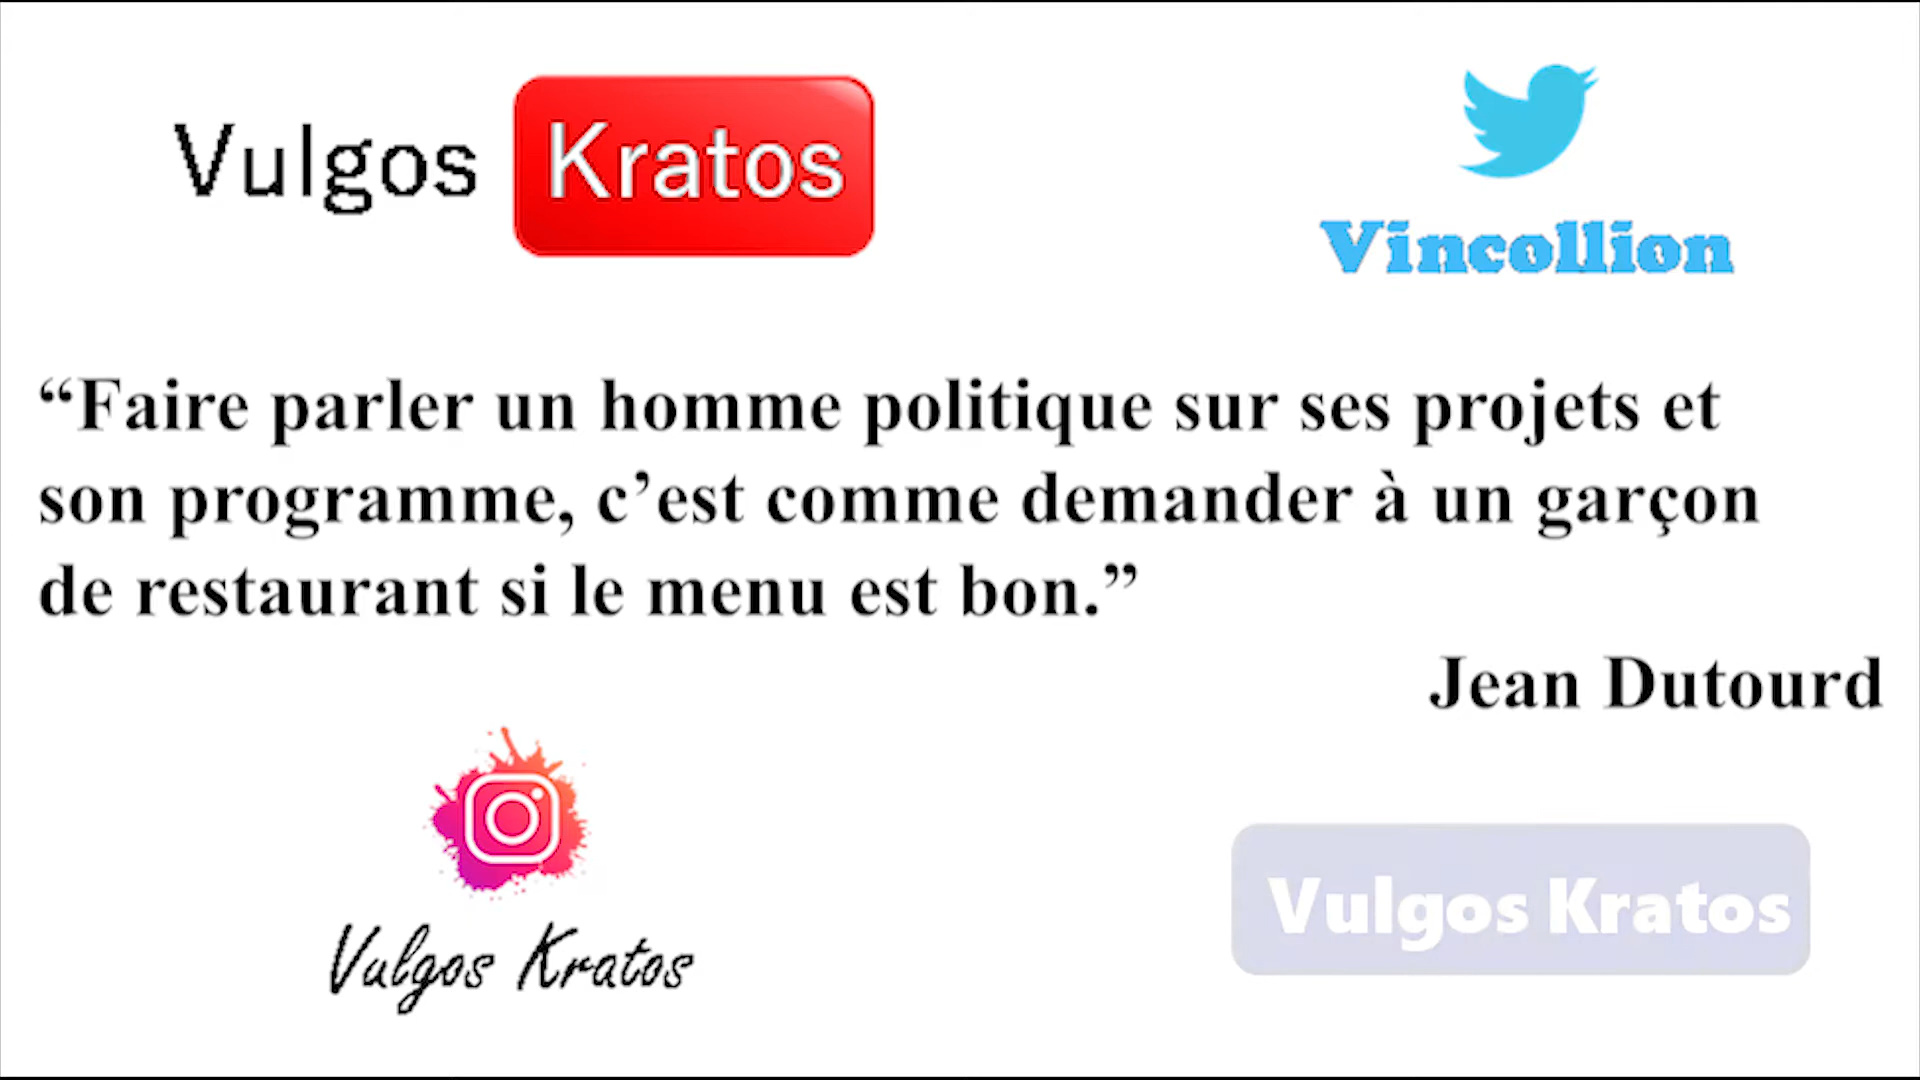 Vulgos Kratos
Vincollion
“Faire parler un homme politique sur ses projets et
son programme, c’est comme demander à un garçon
de restaurant si le menu est bon.”
Jean Dutourd
Vulgos Kratos
Vulgos Kratos